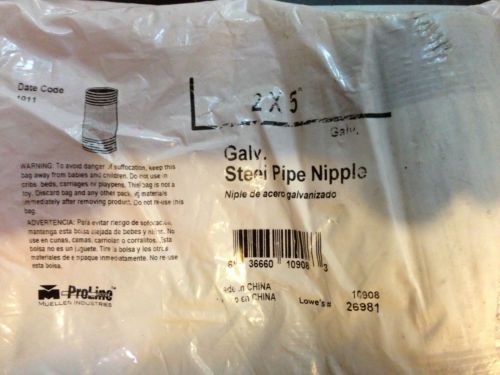 Date Code
1011
2 X 5"
Galv.
Galv.
Steel Pipe Nipple
Niple de acero galvanizado
WARNING: To avoid danger of suffocation, keep this
bag away from babies and children. Do not use in
cribs, beds, carriages or playpens. This bag is not a
toy. Discard bag and any other pack. materials
immediately after removing product. Do not re-use this
bag.
ADVERTENCIA: Para evitar riesgo de sofocación,
mantenga esta bolsa alejada de bebes y niños. No
use en cunas, camas, carriolas o corralitos. Esta
bolsa no es un juguete. Tire la bolsa y los otros
materiales de empaque inmediatamente. No re-use
esta bolsa.
36660 10908 3
ProLine™
MUELLER INDUSTRIES
Made in CHINA
en CHINA
Lowe's #
10908
26981